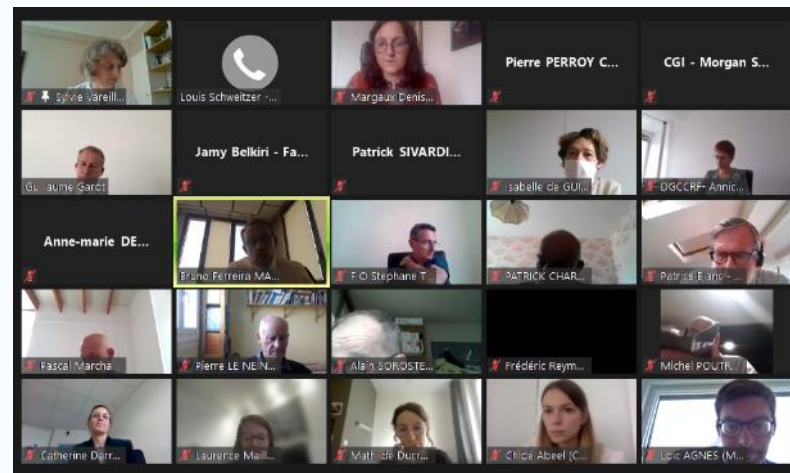 Sylvie Vareill...
Louis Schweitzer -...
Margaux Denis...
Pierre PERROY C...
CGI - Morgan S...
Guillaume Garot
Jamy Belkiri - Fa...
Patrick SIVARDI...
Isabelle de GUI...
DGCCRF- Annic...
Anne-marie DE...
Bruno Ferreira MA...
F O Stephane T...
PATRICK CHAR...
Patrice Blanc - ...
Pascal Marcha...
Pierre LE NEIN...
Alain SOROSTE...
Frédéric Reym...
Michel POUTR...
Catherine Darr...
Laurence Ma...
Mathilde Ducr...
Chloé Abeel (C...
Loïc AGNES (M...